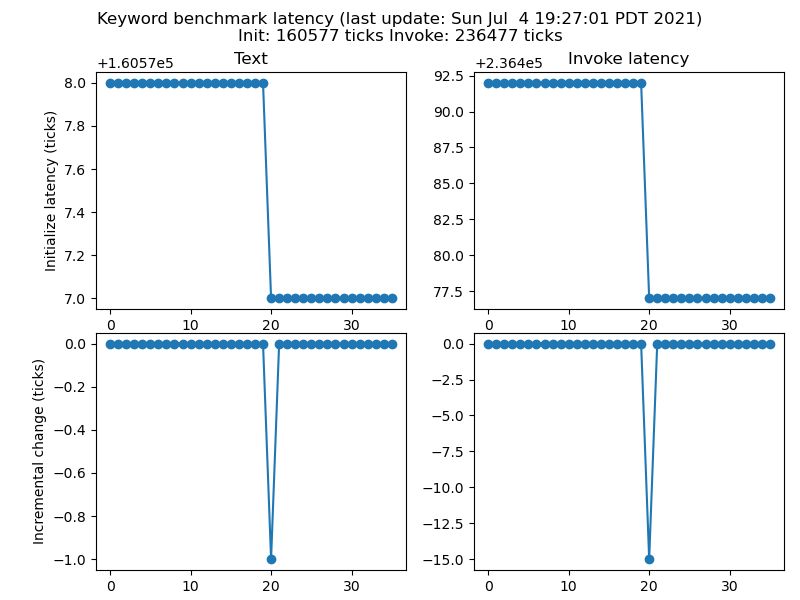 Keyword benchmark latency (last update: Sun Jul  4 19:27:01 PDT 2021)
Init: 160577 ticks Invoke: 236477 ticks
Text
+1.6057e5
Initialize latency (ticks)
8.0
7.8
7.6
7.4
7.2
7.0
0 10 20 30
Invoke latency
+2.364e5
92.5
90.0
87.5
85.0
82.5
80.0
77.5
0 10 20 30
Incremental change (ticks)
0.0
−0.2
−0.4
−0.6
−0.8
−1.0
0 10 20 30
0.0
−2.5
−5.0
−7.5
−10.0
−12.5
−15.0
0 10 20 30